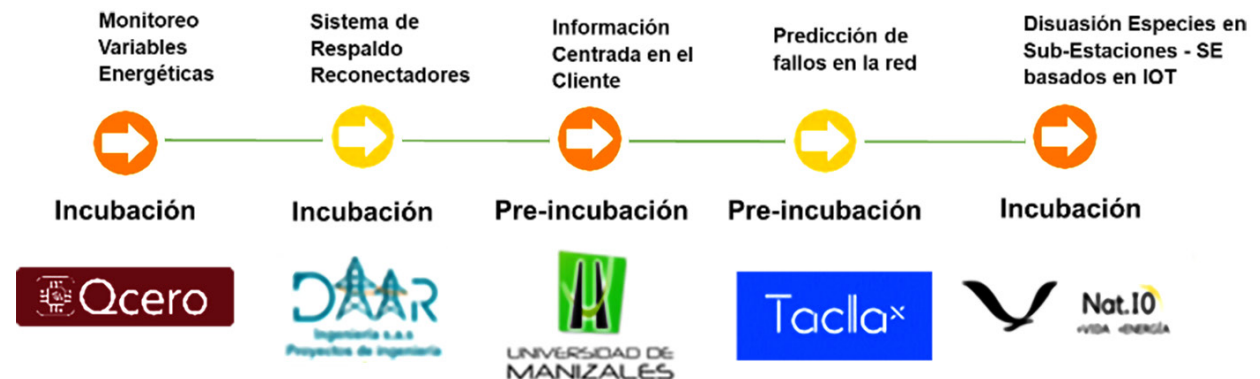 Monitoreo
Variables
Energéticas
Sistema de
Respaldo
Reconectadores
Información
Centrada en el
Cliente
Predicción de
fallos en la red
Disuasión Especies en
Sub-Estaciones - SE
basados en IOT
Incubación
Incubación
Pre-incubación
Pre-incubación
Incubación
Qcero
DAAR
Ingeniería s.a.s
Proyectos de ingeniería
UNIVERSIDAD DE
MANIZALES
Taclla x
Nat.IO
+VIDA +ENERGÍA